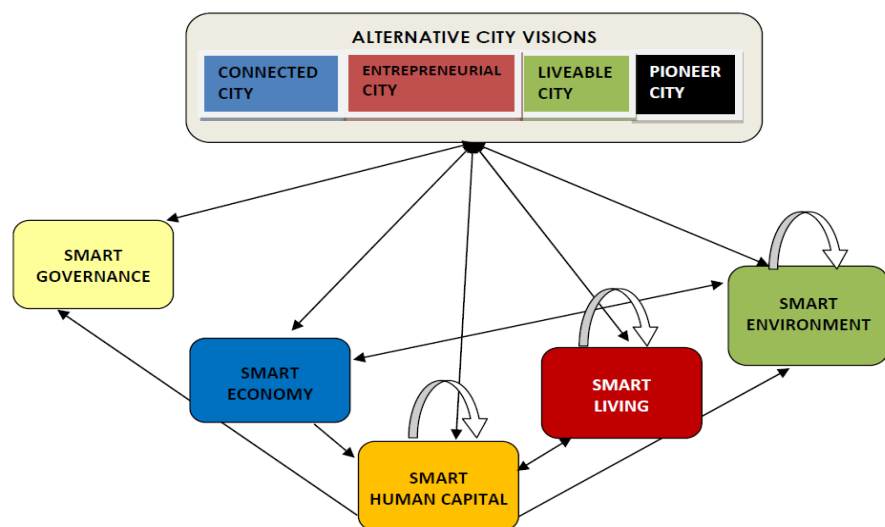 ALTERNATIVE CITY VISIONS
CONNECTED
CITY
ENTREPRENEURIAL
CITY
LIVEABLE
CITY
PIONEER
CITY
SMART
GOVERNANCE
SMART
ECONOMY
SMART
HUMAN CAPITAL
SMART
LIVING
SMART
ENVIRONMENT